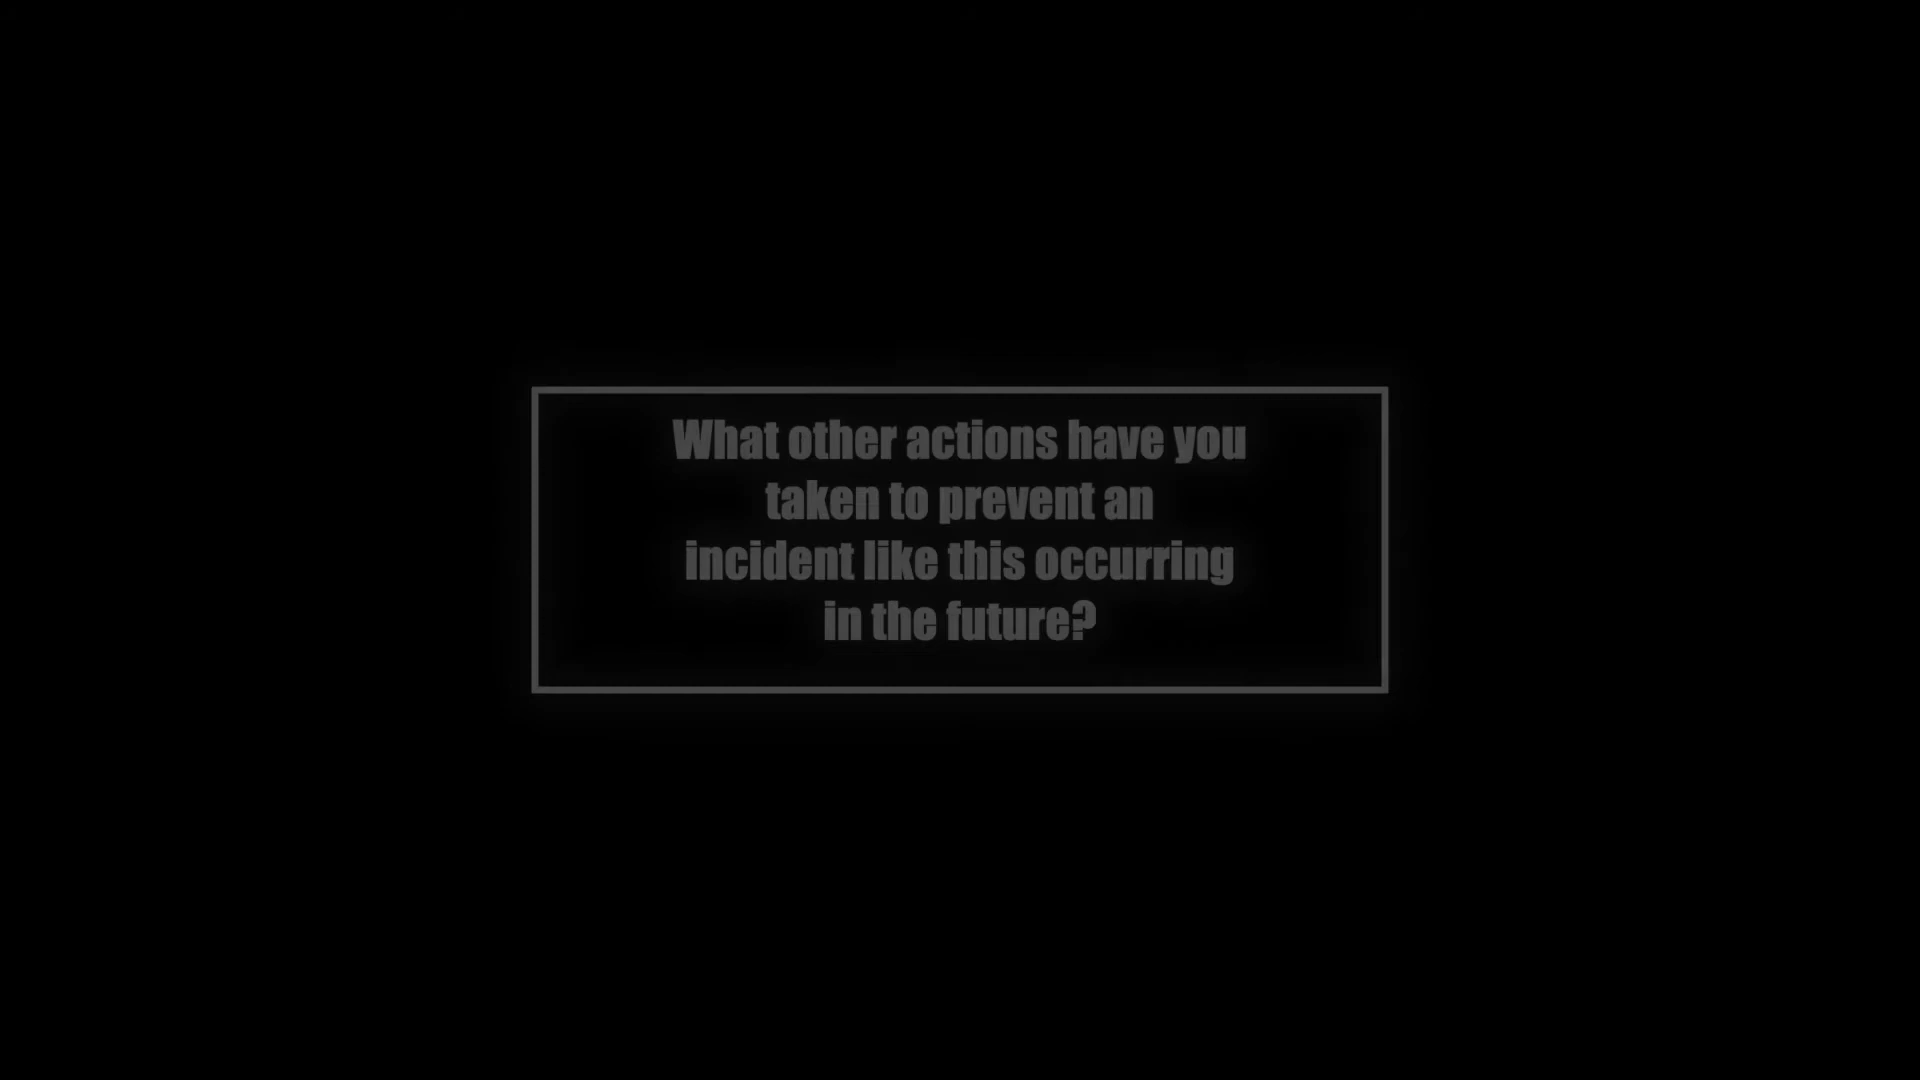 What other actions have you
taken to prevent an
incident like this occurring
in the future?